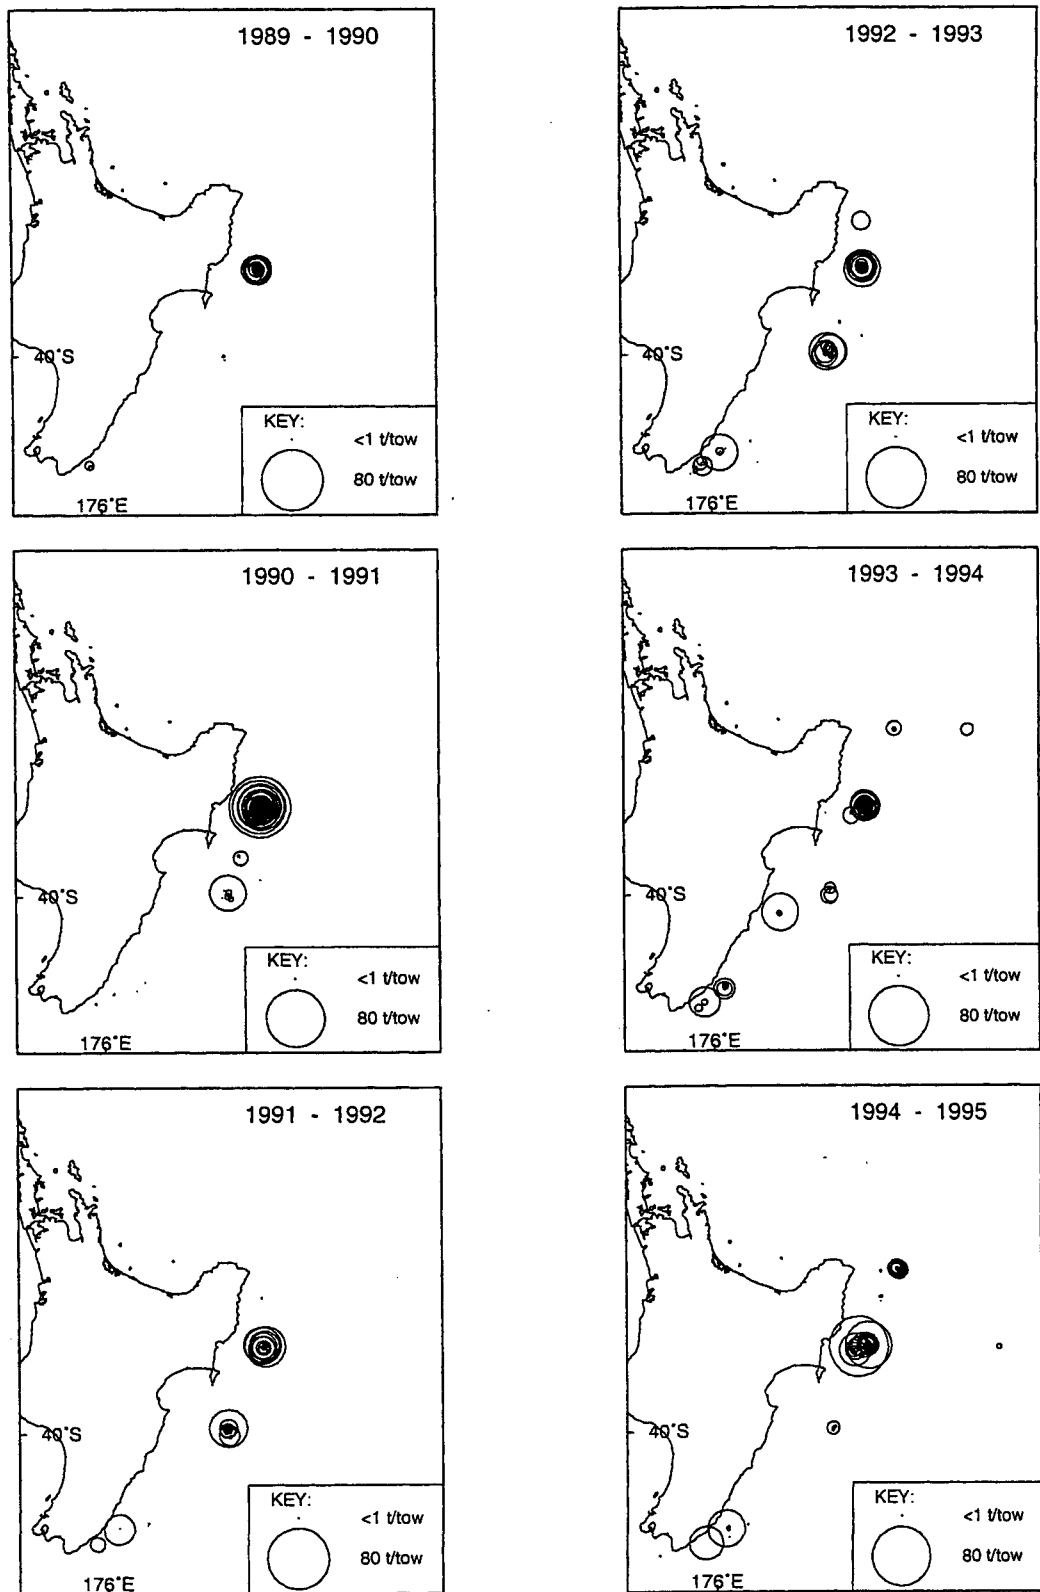 1989 - 1990
40°S
KEY:
<1 t/tow
80 t/tow
176°E
1990 - 1991
40°S
KEY:
<1 t/tow
80 t/tow
176°E
1991 - 1992
40°S
KEY:
<1 t/tow
80 t/tow
176°E
1992 - 1993
40°S
KEY:
<1 t/tow
80 t/tow
176°E
1993 - 1994
40°S
KEY:
<1 t/tow
80 t/tow
176°E
1994 - 1995
40°S
KEY:
<1 t/tow
80 t/tow
176°E